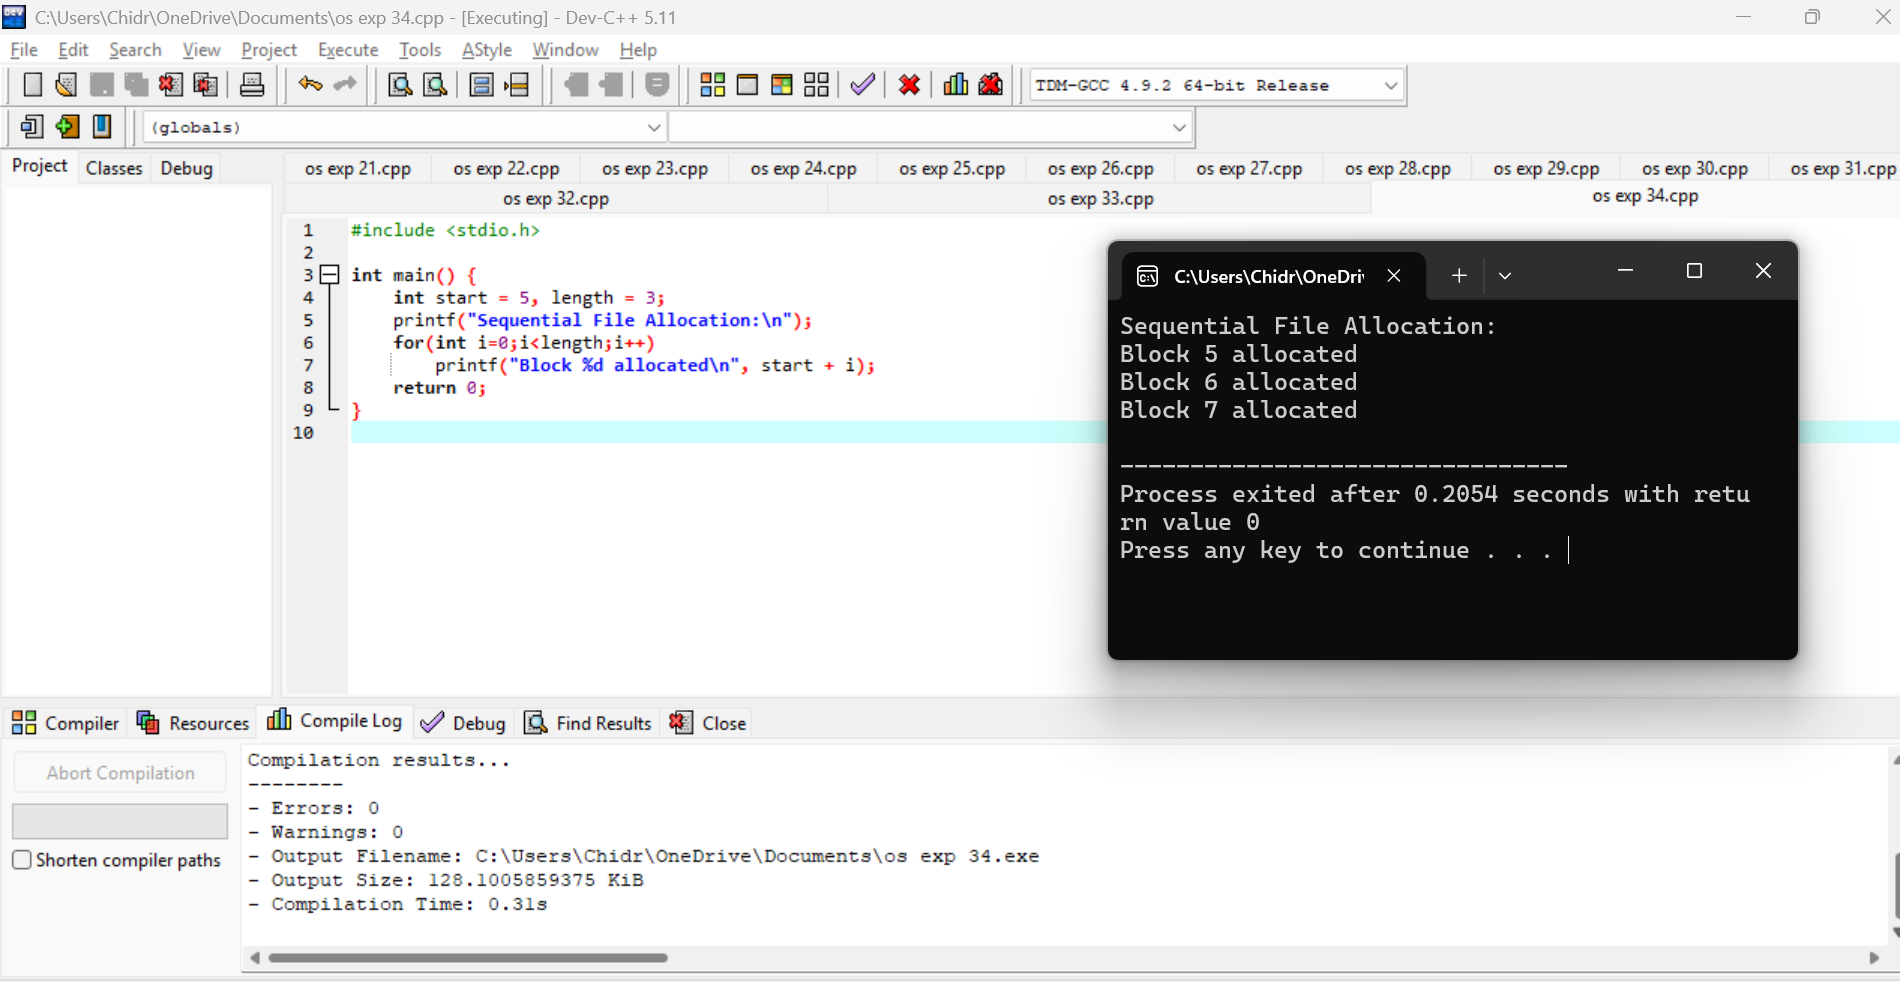 C:\Users\Chidr\OneDrive\Documents\os exp 34.cpp - [Executing] - Dev-C++ 5.11
File Edit Search View Project Execute Tools AStyle Window Help
TDM-GCC 4.9.2 64-bit Release
(globals)
Project Classes Debug
os exp 21.cpp os exp 22.cpp os exp 23.cpp os exp 24.cpp os exp 25.cpp os exp 26.cpp os exp 27.cpp os exp 28.cpp os exp 29.cpp os exp 30.cpp os exp 31.cpp
os exp 32.cpp os exp 33.cpp os exp 34.cpp
1 #include <stdio.h>
2
3 int main() {
4 int start = 5, length = 3;
5 printf("Sequential File Allocation:\n");
6 for(int i=0;i<length;i++)
7 printf("Block %d allocated\n", start + i);
8 return 0;
9 }
10
C:\Users\Chidr\OneDri
Sequential File Allocation:
Block 5 allocated
Block 6 allocated
Block 7 allocated
--------------------------------
Process exited after 0.2054 seconds with retu
rn value 0
Press any key to continue . . .
Compiler Resources Compile Log Debug Find Results Close
Abort Compilation
Shorten compiler paths
Compilation results...
--------
- Errors: 0
- Warnings: 0
- Output Filename: C:\Users\Chidr\OneDrive\Documents\os exp 34.exe
- Output Size: 128.1005859375 KiB
- Compilation Time: 0.31s